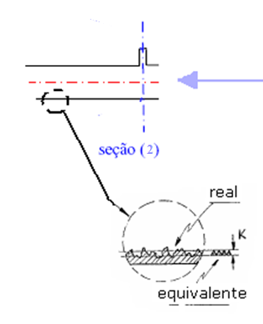 seção (2)
real
K
equivalente